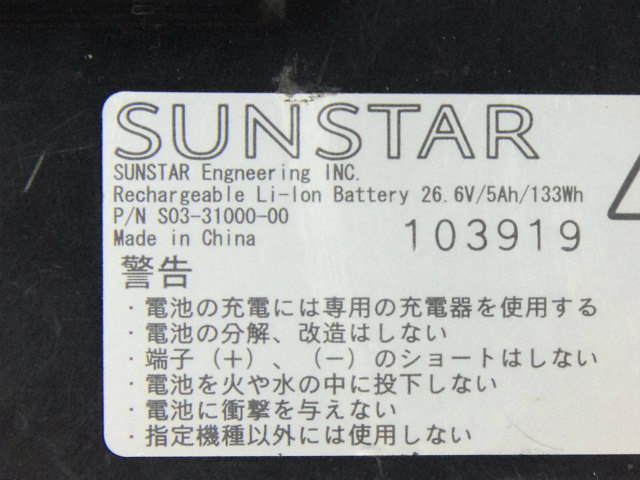 SUNSTAR
SUNSTAR Engneering INC.
Rechargeable Li-Ion Battery 26.6V/5Ah/133Wh
P/N S03-31000-00
Made in China
103919
警告
・電池の充電には専用の充電器を使用する
・電池の分解、改造はしない
・端子（＋）、（－）のショートはしない
・電池を火や水の中に投下しない
・電池に衝撃を与えない
・指定機種以外には使用しない